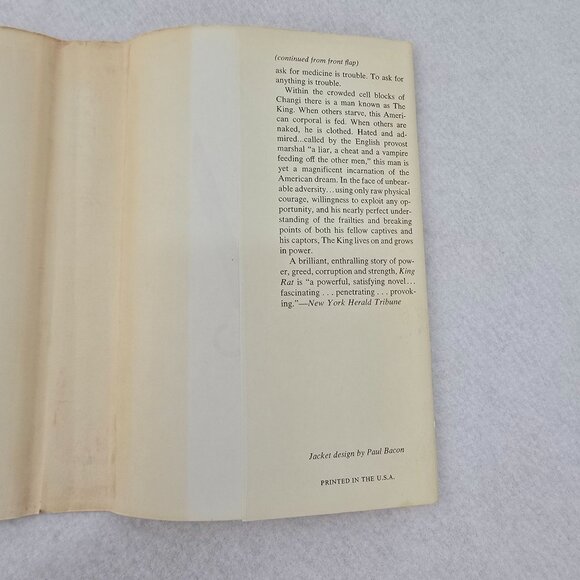 (continued from front flap)
ask for medicine is trouble. To ask for
anything is trouble.
Within the crowded cell blocks of
Changi there is a man known as The
King. When others starve, this Ameri-
can corporal is fed. When others are
naked, he is clothed. Hated and ad-
mired...called by the English provost
marshal "a liar, a cheat and a vampire
feeding off the other men," this man is
yet a magnificent incarnation of the
American dream. In the face of unbear-
able adversity...using only raw physical
courage, willingness to exploit any op-
portunity, and his nearly perfect under-
standing of the frailties and breaking
points of both his fellow captives and
his captors, The King lives on and grows
in power.
A brilliant, enthralling story of pow-
er, greed, corruption and strength, King
Rat is "a powerful, satisfying novel...
fascinating . . . penetrating . . . provok-
ing."—New York Herald Tribune
Jacket design by Paul Bacon
PRINTED IN THE U.S.A.